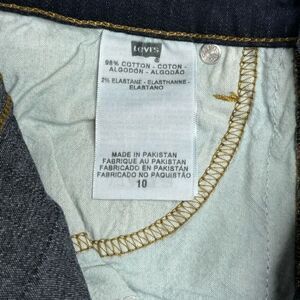 Levi's
98% COTTON - COTON -
ALGODÓN - ALGODÃO
2% ELASTANE - ELASTHANNE -
ELASTANO
MADE IN PAKISTAN
FABRIQUE AU PAKISTAN
FABRICADO EN PAKISTAN
FABRICADO NO PAQUISTÃO
10